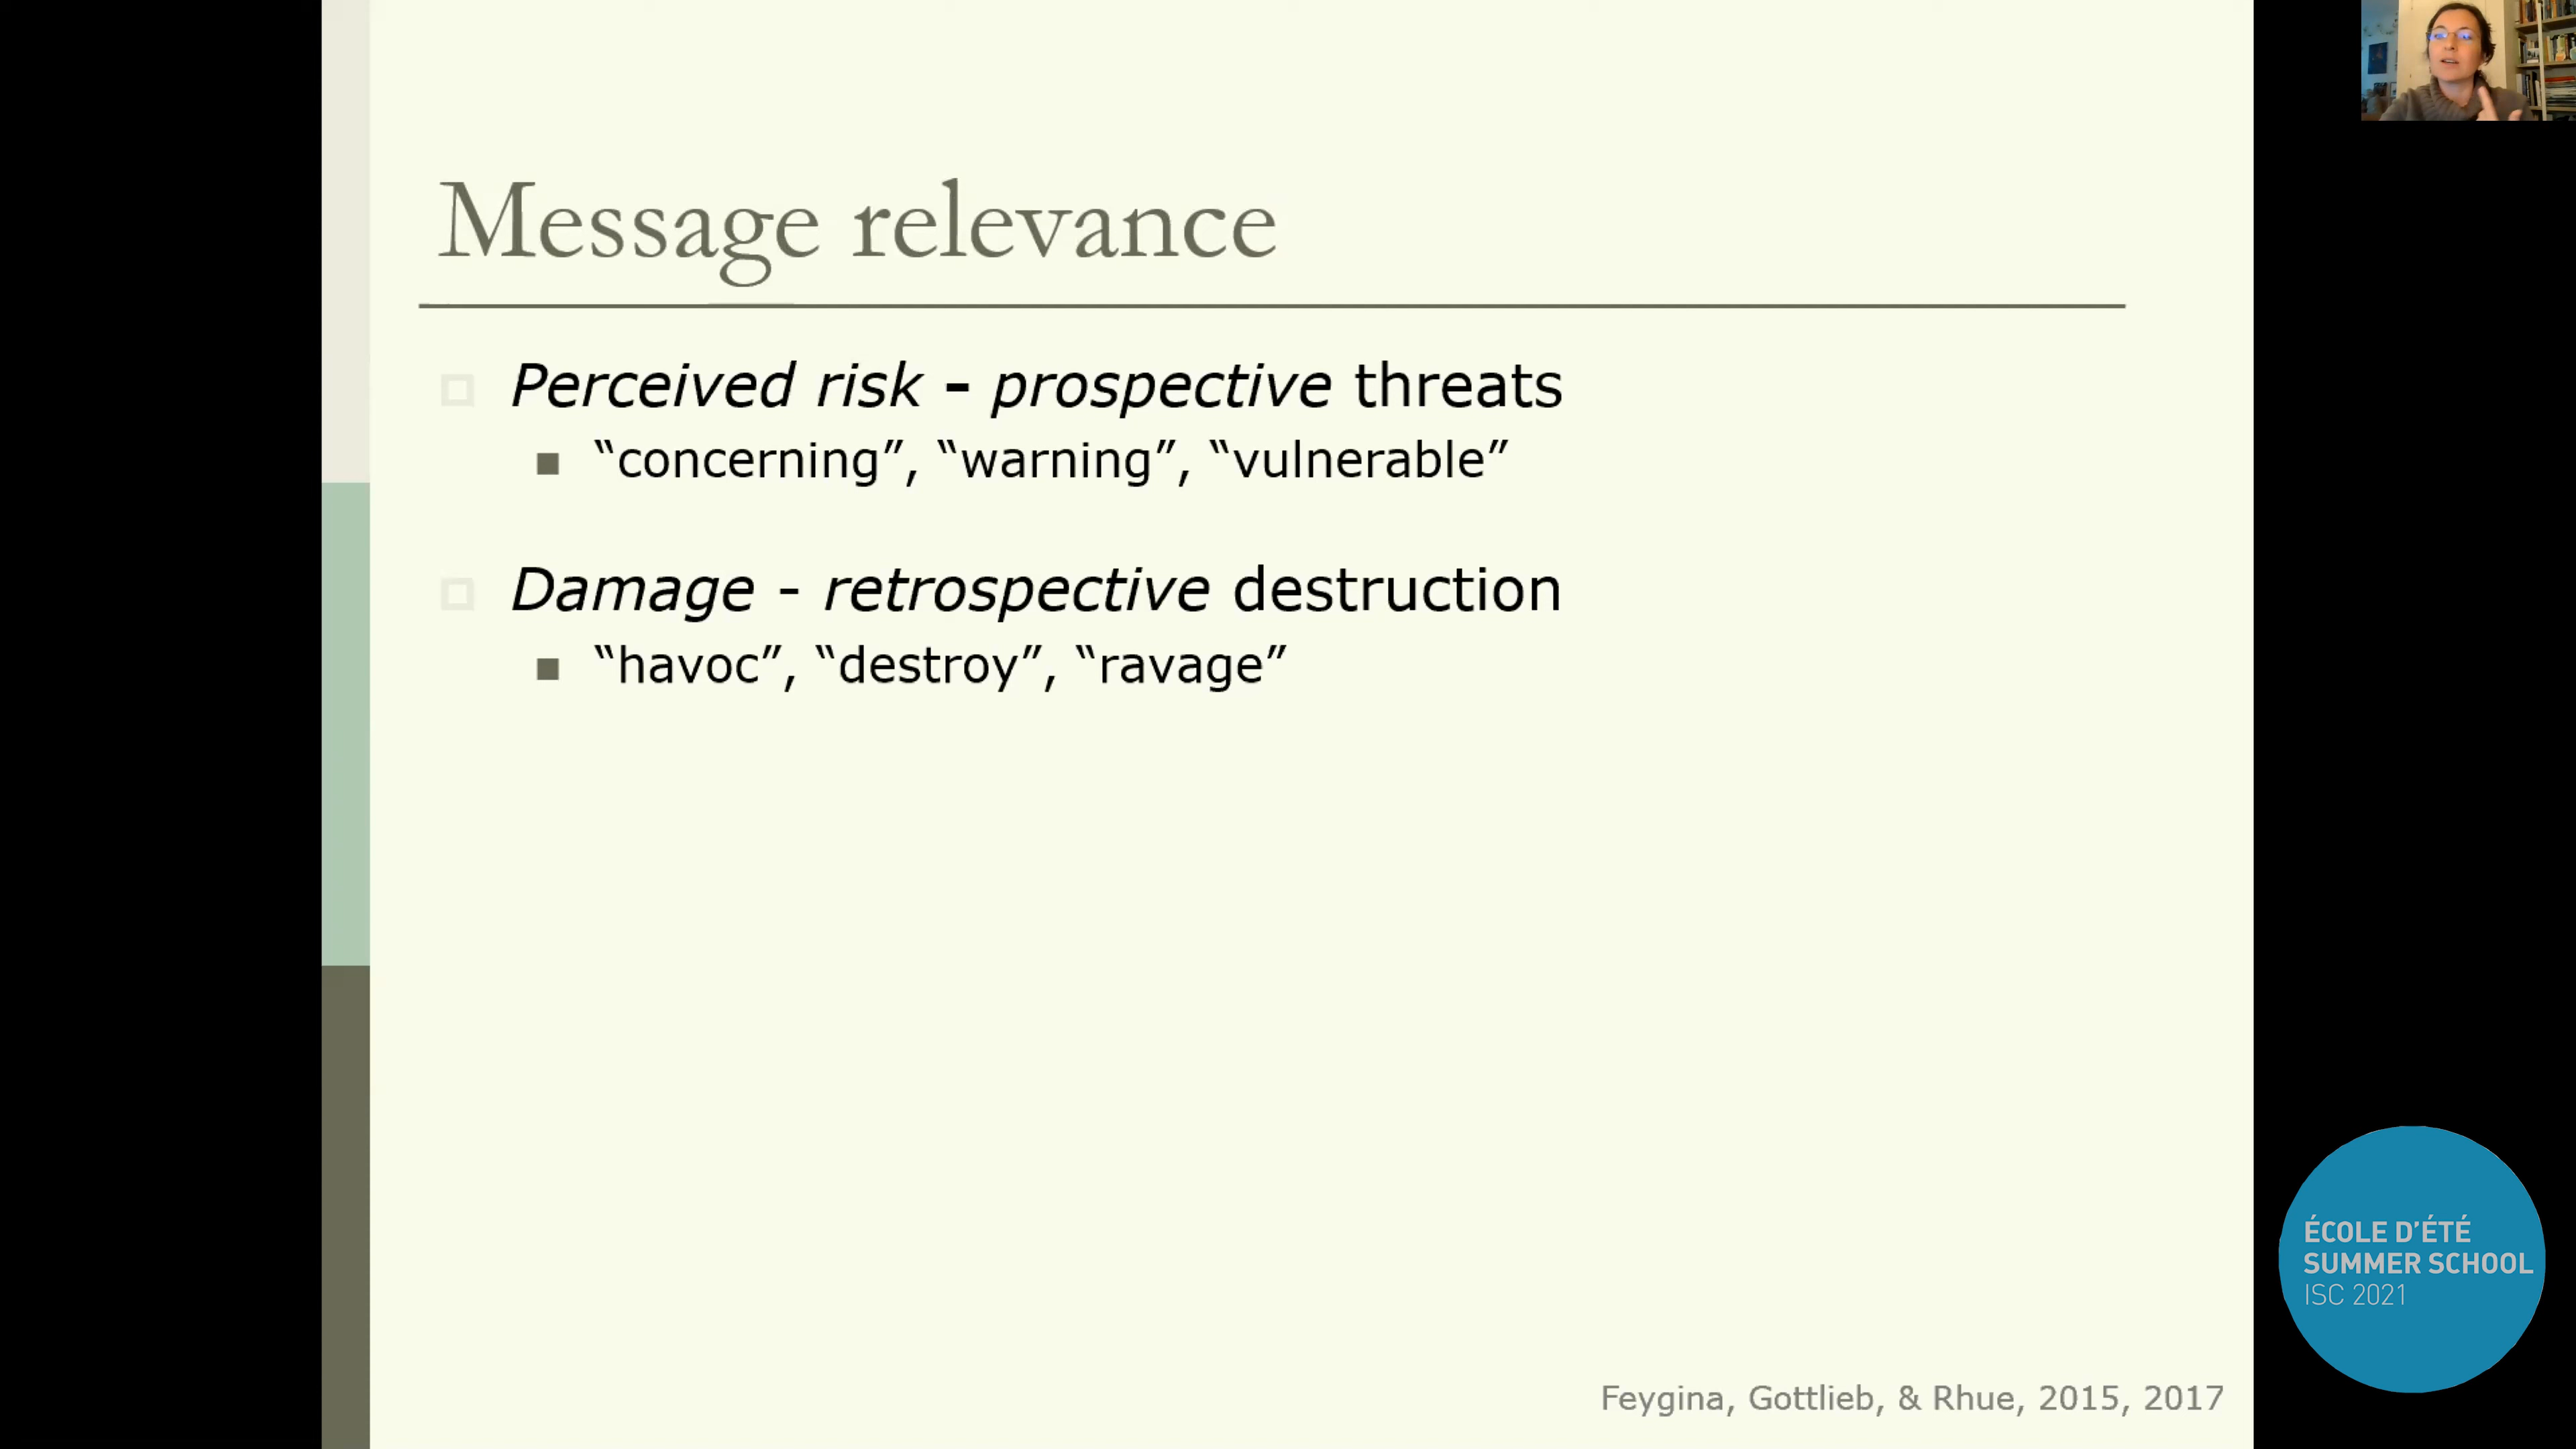 Message relevance
Perceived risk - prospective threats
“concerning”, “warning”, “vulnerable”
Damage - retrospective destruction
“havoc”, “destroy”, “ravage”
Feygina, Gottlieb, & Rhue, 2015, 2017
ÉCOLE D’ÉTÉ
SUMMER SCHOOL
ISC 2021